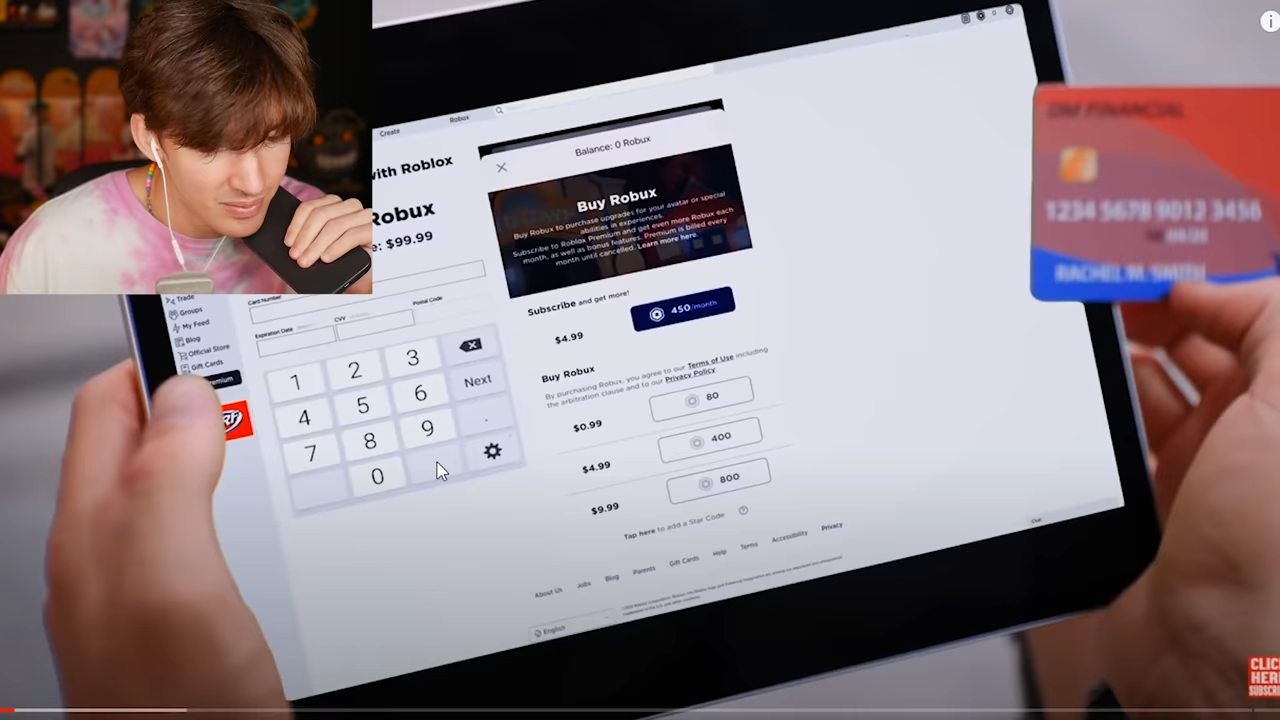 Create
Robux
with Roblox
Robux
e: $99.99
Card Number
Expiration Date
CVV
Postal Code
Trade
Groups
My Feed
Blog
Official Store
Gift Cards
Premium
1 2 3
4 5 6 Next
7 8 9 .
0
Balance: 0 Robux
Buy Robux
Buy Robux to purchase upgrades for your avatar or special
abilities in experiences.
Subscribe to Roblox Premium and get even more Robux each
month, as well as bonus features. Premium is billed every
month until cancelled. Learn more here.
Subscribe and get more!
$4.99 450/month
Buy Robux
By purchasing Robux, you agree to our Terms of Use including
the arbitration clause and to our Privacy Policy
$0.99 80
$4.99 400
$9.99 800
Tap here to add a Star Code
About Us Jobs Blog Parents Gift Cards Help Terms Accessibility Privacy
English
Chat
DM FINANCIAL
1234 5678 9012 3456
RACHEL M. SMITH
CLICK
HERE
SUBSCRI